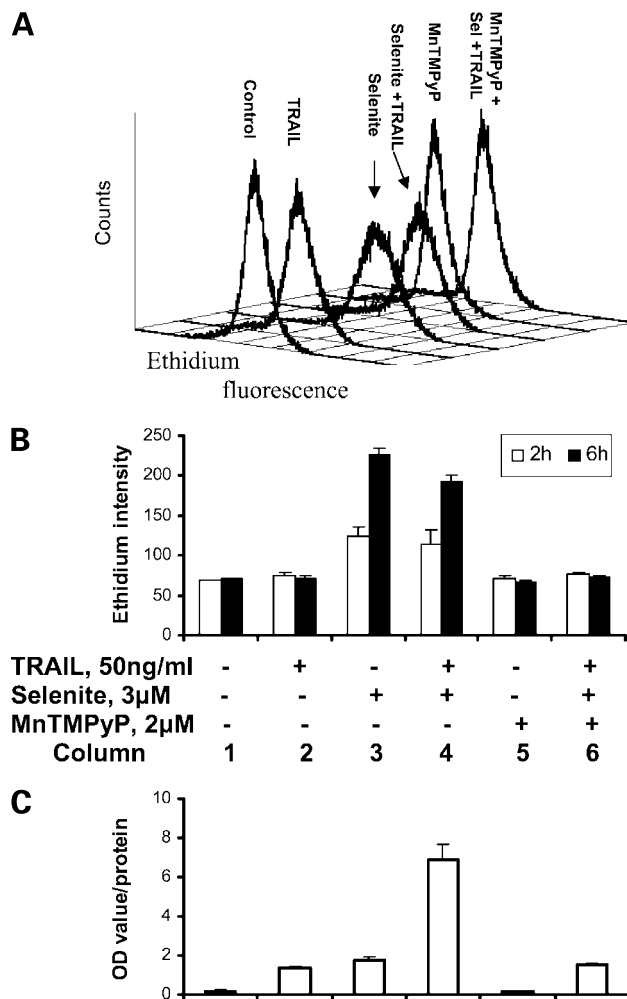 A
Control
TRAIL
Selenite
Selenite +TRAIL
MnTMPyP
MnTMPyP +
Sel +TRAIL
Counts
Ethidium
fluorescence
B
Ethidium intensity
250
200
150
100
50
0
2h 6h
TRAIL, 50ng/ml - + - + - +
Selenite, 3µM - - + + - +
MnTMPyP, 2µM - - - - + +
Column 1 2 3 4 5 6
C
OD value/protein
10
8
6
4
2
0